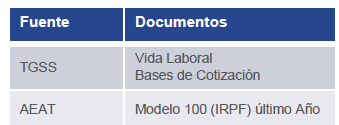 Fuente Documentos
TGSS Vida Laboral
Bases de Cotización
AEAT Modelo 100 (IRPF) último Año